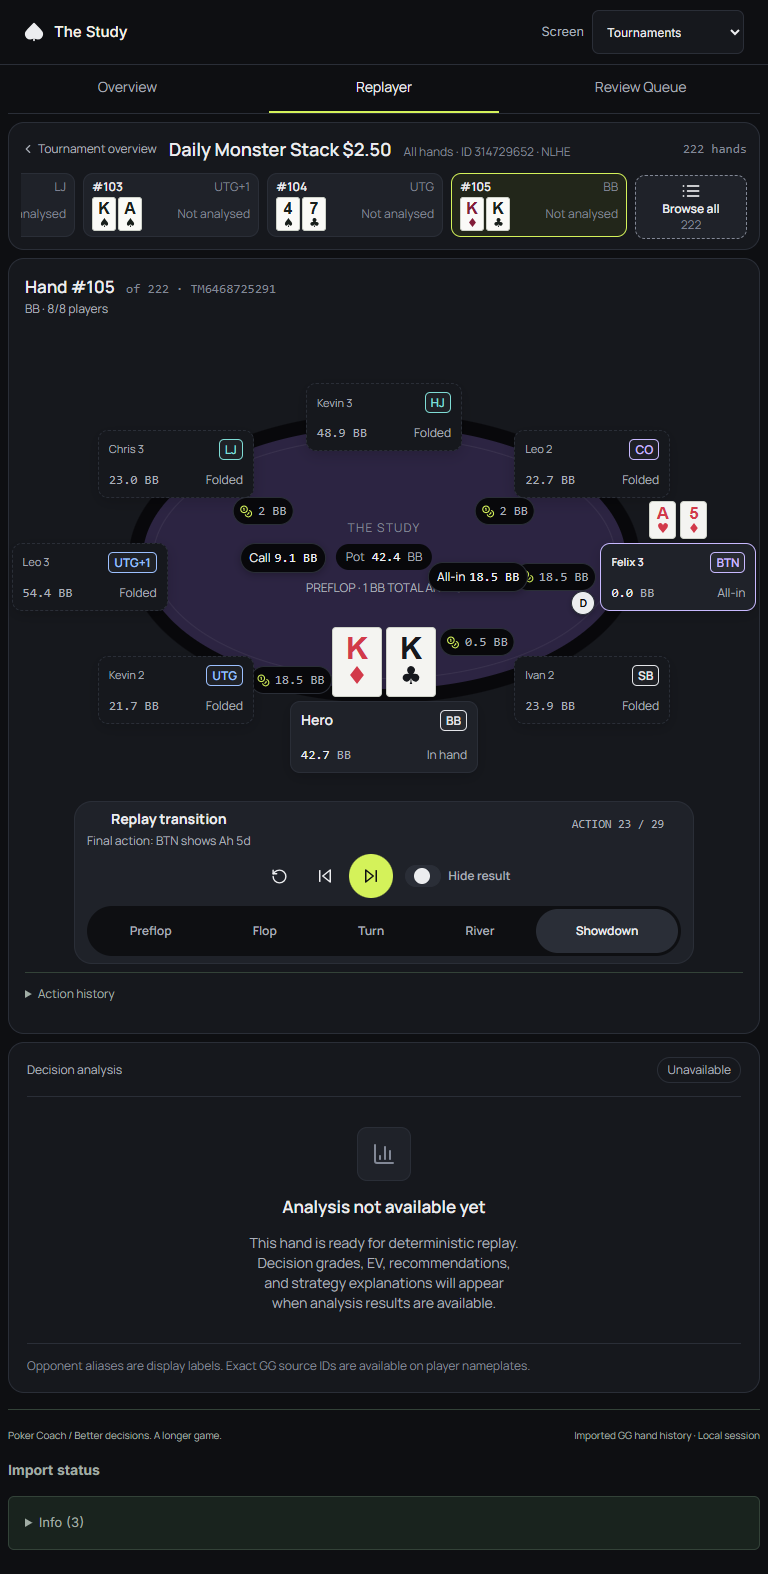 The Study
Screen
Tournaments
Overview
Replayer
Review Queue
Tournament overview
Daily Monster Stack $2.50
All hands · ID 314729652 · NLHE
222 hands
LJ
nalysed
#103
UTG+1
K A
Not analysed
#104
UTG
4 7
Not analysed
#105
BB
K K
Not analysed
Browse all
222
Hand #105
of 222 · TM6468725291
BB · 8/8 players
Kevin 3
HJ
48.9 BB
Folded
Chris 3
LJ
23.0 BB
Folded
Leo 2
CO
22.7 BB
Folded
2 BB
2 BB
A 5
THE STUDY
Call 9.1 BB
Pot 42.4 BB
Leo 3
UTG+1
54.4 BB
Folded
Felix 3
BTN
0.0 BB
All-in
All-in 18.5 BB
18.5 BB
PREFLOP · 1 BB TOTAL A
D
K K
0.5 BB
Kevin 2
UTG
21.7 BB
Folded
18.5 BB
Ivan 2
SB
23.9 BB
Folded
Hero
BB
42.7 BB
In hand
Replay transition
ACTION 23 / 29
Final action: BTN shows Ah 5d
Hide result
Preflop
Flop
Turn
River
Showdown
Action history
Decision analysis
Unavailable
Analysis not available yet
This hand is ready for deterministic replay.
Decision grades, EV, recommendations,
and strategy explanations will appear
when analysis results are available.
Opponent aliases are display labels. Exact GG source IDs are available on player nameplates.
Poker Coach / Better decisions. A longer game.
Imported GG hand history · Local session
Import status
Info (3)